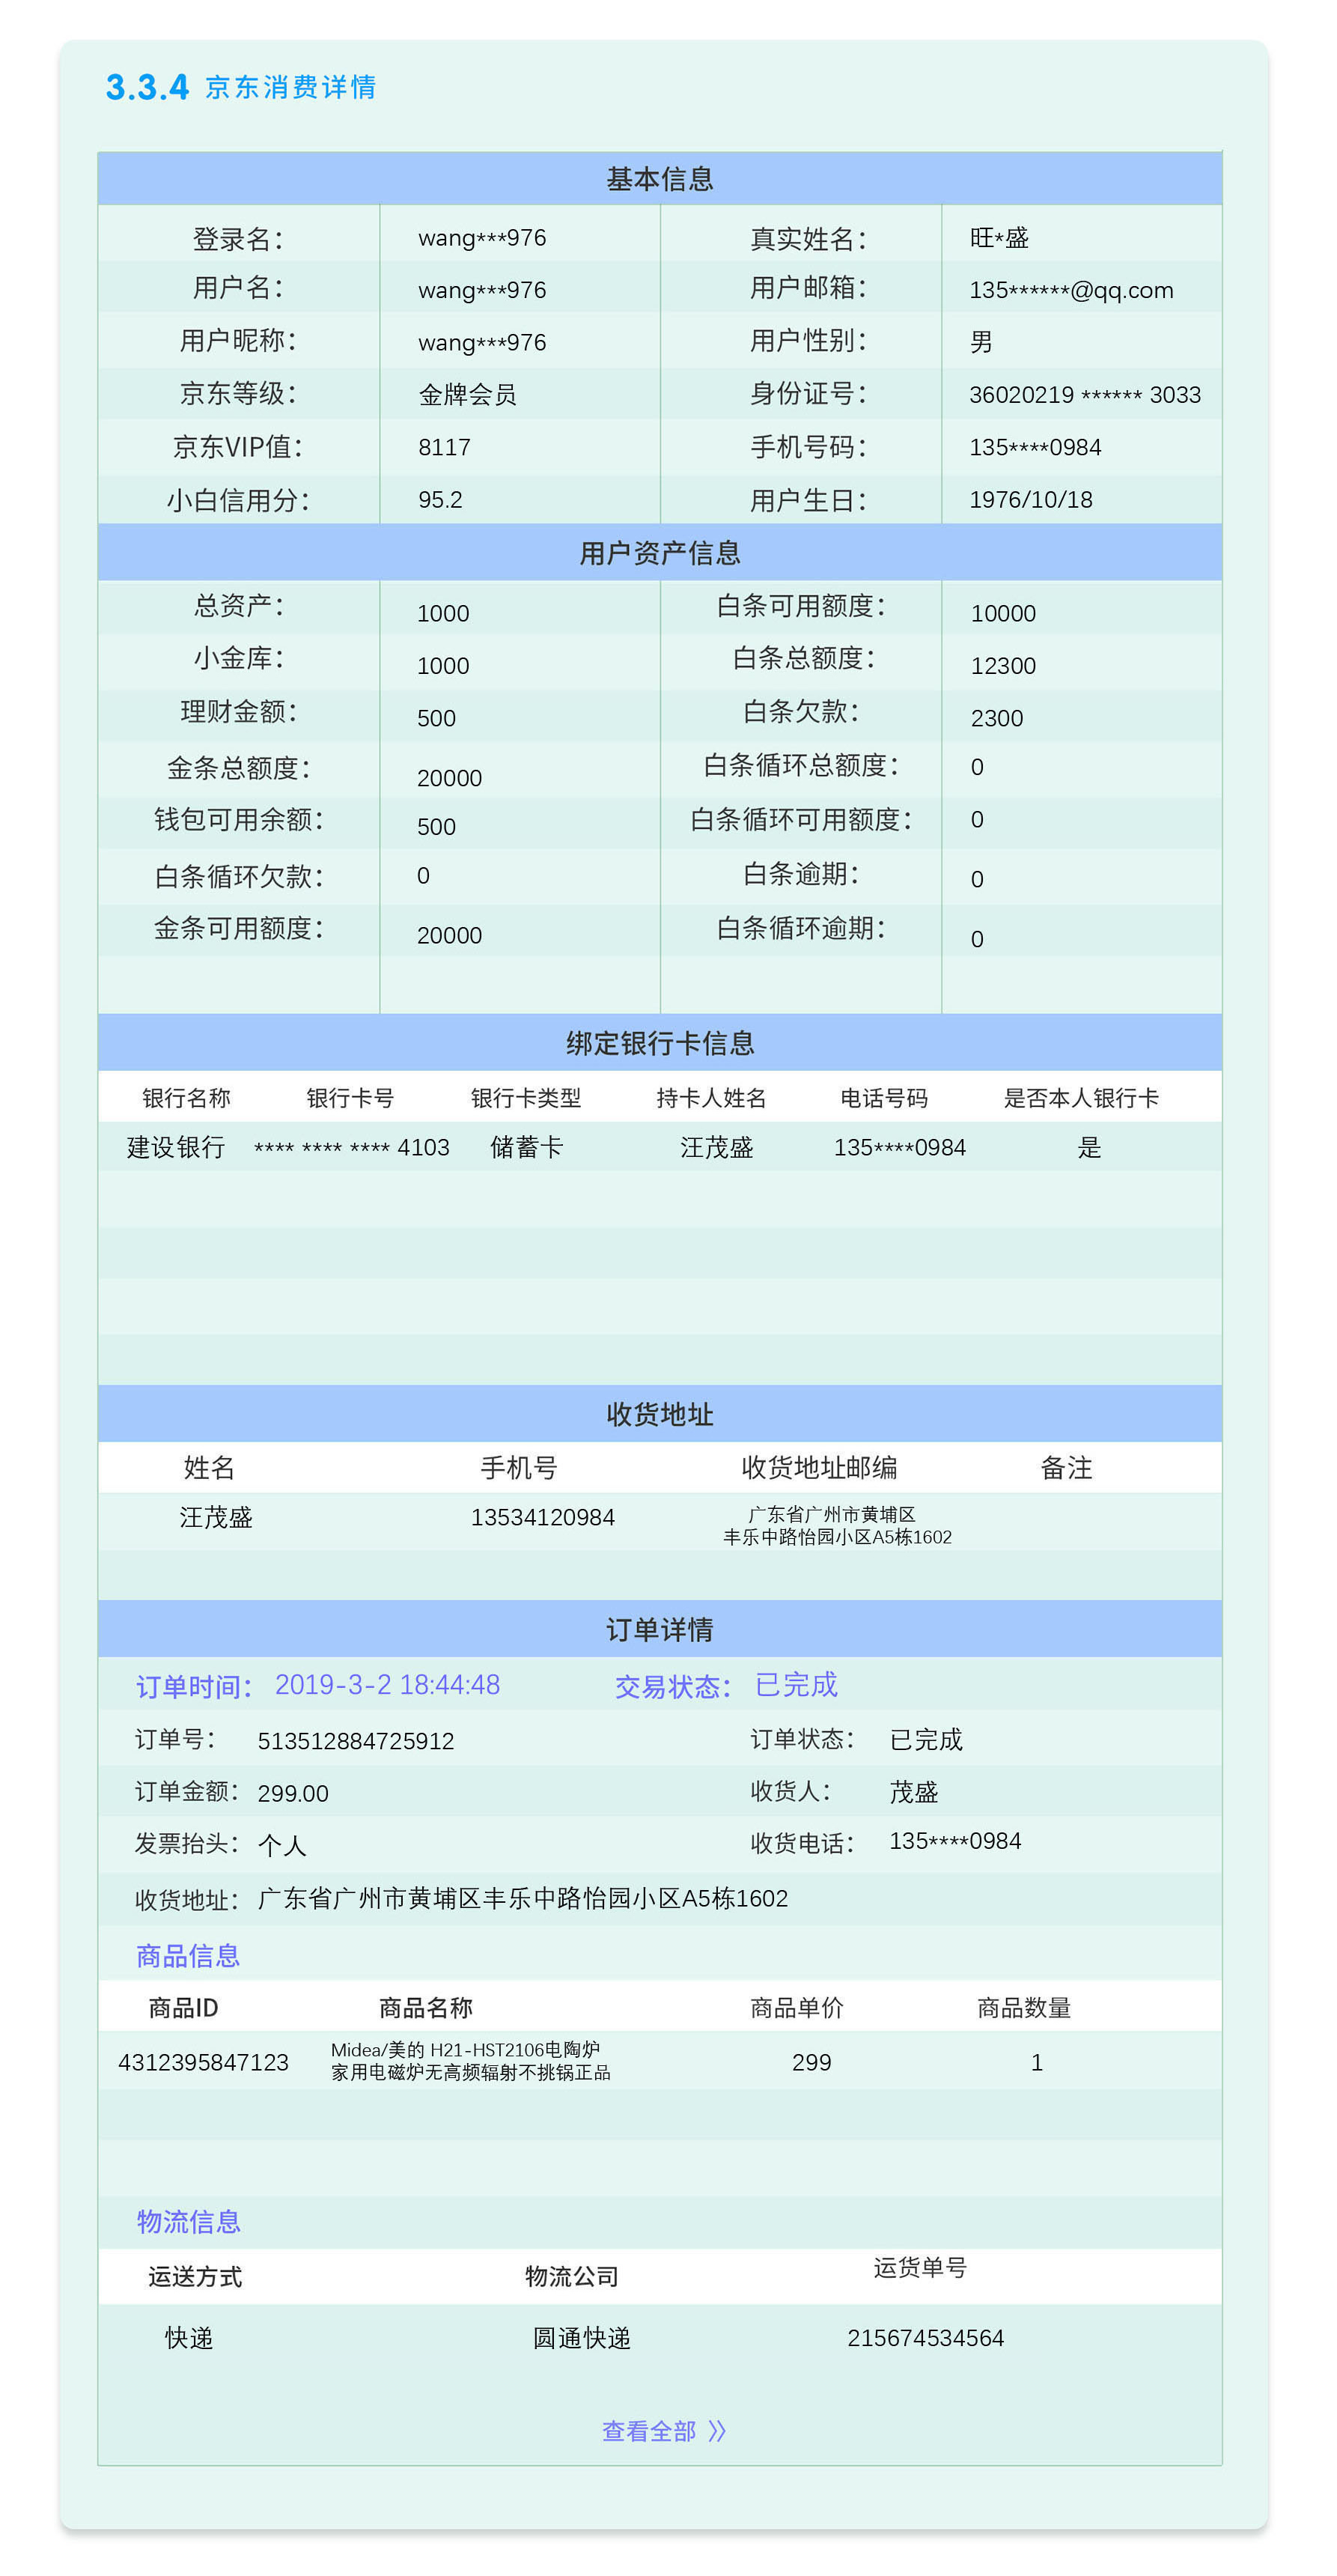 3.3.4 京东消费详情
基本信息
登录名： wang***976 真实姓名： 旺*盛
用户名： wang***976 用户邮箱： 135******@qq.com
用户昵称： wang***976 用户性别： 男
京东等级： 金牌会员 身份证号： 36020219 ****** 3033
京东VIP值： 8117 手机号码： 135****0984
小白信用分： 95.2 用户生日： 1976/10/18
用户资产信息
总资产： 1000 白条可用额度： 10000
小金库： 1000 白条总额度： 12300
理财金额： 500 白条欠款： 2300
金条总额度： 20000 白条循环总额度： 0
钱包可用余额： 500 白条循环可用额度： 0
白条循环欠款： 0 白条逾期： 0
金条可用额度： 20000 白条循环逾期： 0
绑定银行卡信息
银行名称 银行卡号 银行卡类型 持卡人姓名 电话号码 是否本人银行卡
建设银行 **** **** **** 4103 储蓄卡 汪茂盛 135****0984 是
收货地址
姓名 手机号 收货地址邮编 备注
汪茂盛 13534120984 广东省广州市黄埔区
丰乐中路怡园小区A5栋1602
订单详情
订单时间： 2019-3-2 18:44:48 交易状态： 已完成
订单号： 513512884725912 订单状态： 已完成
订单金额： 299.00 收货人： 茂盛
发票抬头： 个人 收货电话： 135****0984
收货地址： 广东省广州市黄埔区丰乐中路怡园小区A5栋1602
商品信息
商品ID 商品名称 商品单价 商品数量
4312395847123 Midea/美的 H21-HST2106电陶炉
家用电磁炉无高频辐射不挑锅正品 299 1
物流信息
运送方式 物流公司 运货单号
快递 圆通快递 215674534564
查看全部 》